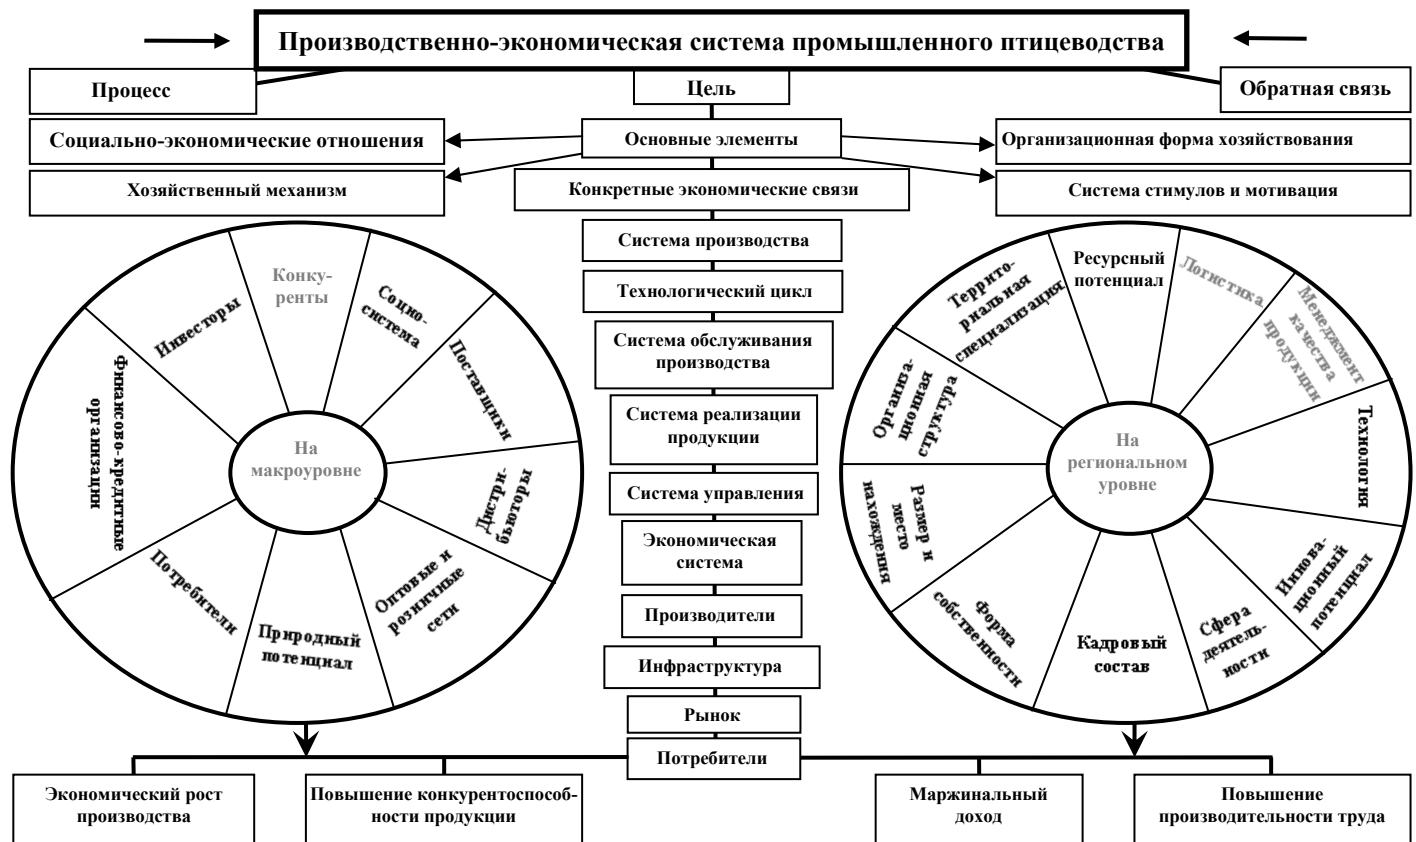 Производственно-экономическая система промышленного птицеводства
Процесс
Цель
Обратная связь
Социально-экономические отношения
Основные элементы
Организационная форма хозяйствования
Хозяйственный механизм
Конкретные экономические связи
Система стимулов и мотивация
Система производства
Технологический цикл
Система обслуживания
производства
Система реализации
продукции
Система управления
Экономическая
система
Производители
Инфраструктура
Рынок
Потребители
На
макроуровне
Конку-
ренты
Социо-
система
Поставщики
Дистри-
бьюторы
Оптовые и
розничные
сети
Природный
потенциал
Потребители
Финансово-кредитные
организации
Инвесторы
На
региональном
уровне
Ресурсный
потенциал
Логистика
Менеджмент
качества
продукции
Технология
Иннова-
ционный
потенциал
Сфера
деятель-
ности
Кадровый
состав
Форма
собственности
Размер и
место
нахождения
Организа-
ционная
структура
Террито-
риальная
специализация
Экономический рост
производства
Повышение конкурентоспособ-
ности продукции
Маржинальный
доход
Повышение
производительности труда